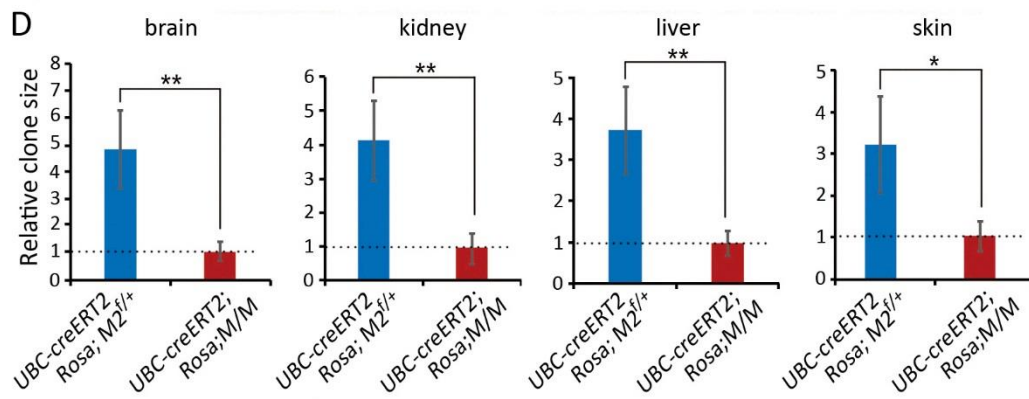 D
brain
kidney
liver
skin
Relative clone size
8
7
6
5
4
3
2
1
0
**
UBC-creERT2
Rosa; M2f/+
UBC-creERT2;
Rosa;M/M
6
5
4
3
2
1
0
**
UBC-creERT2
Rosa; M2f/+
UBC-creERT2;
Rosa;M/M
5
4
3
2
1
0
**
UBC-creERT2
Rosa; M2f/+
UBC-creERT2;
Rosa;M/M
5
4
3
2
1
0
*
UBC-creERT2
Rosa; M2f/+
UBC-creERT2;
Rosa;M/M